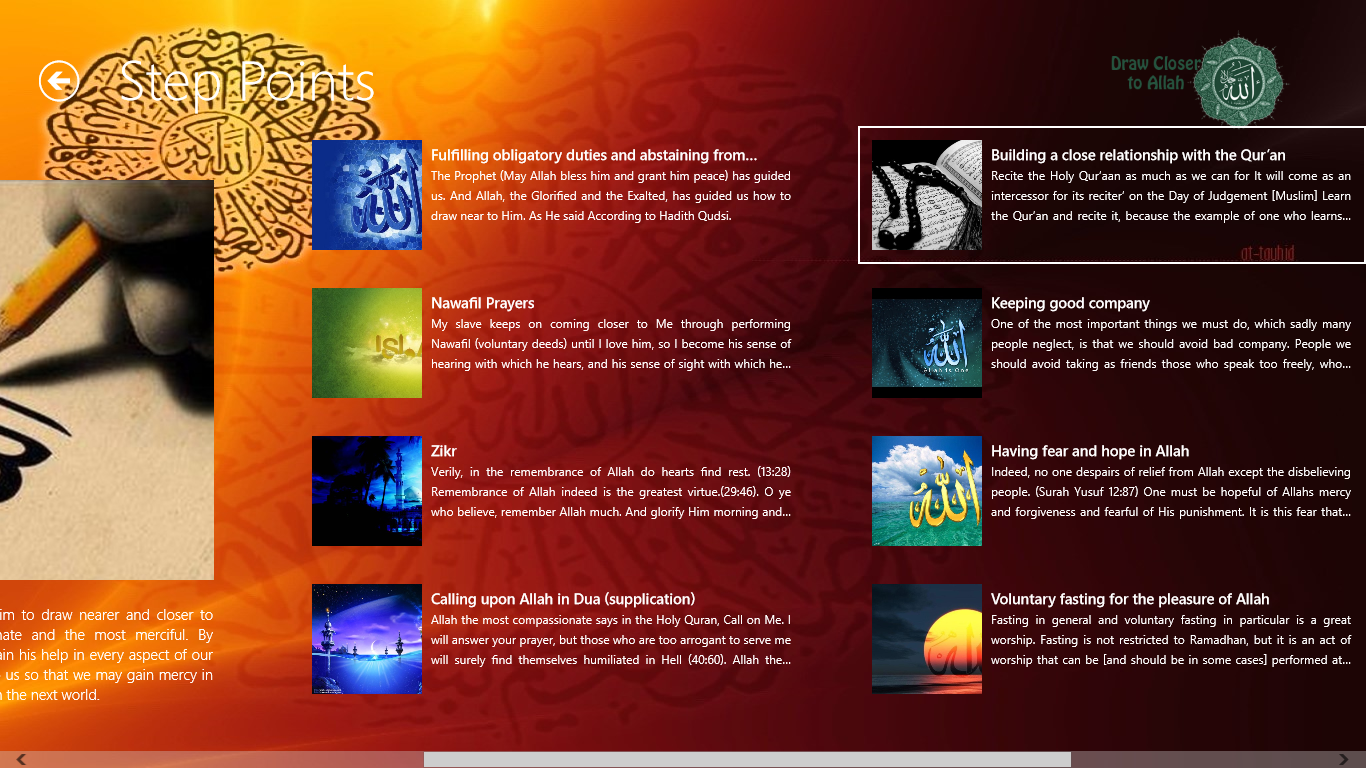 Step Points
Draw Closer
to Allah
im to draw nearer and closer to
nate and the most merciful. By
ain his help in every aspect of our
us so that we may gain mercy in
the next world.
Fulfilling obligatory duties and abstaining from...
The Prophet (May Allah bless him and grant him peace) has guided
us. And Allah, the Glorified and the Exalted, has guided us how to
draw near to Him. As He said According to Hadith Qudsi.
Nawafil Prayers
My slave keeps on coming closer to Me through performing
Nawafil (voluntary deeds) until I love him, so I become his sense of
hearing with which he hears, and his sense of sight with which he...
Zikr
Verily, in the remembrance of Allah do hearts find rest. (13:28)
Remembrance of Allah indeed is the greatest virtue.(29:46). O ye
who believe, remember Allah much. And glorify Him morning and...
Calling upon Allah in Dua (supplication)
Allah the most compassionate says in the Holy Quran, Call on Me. I
will answer your prayer, but those who are too arrogant to serve me
will surely find themselves humiliated in Hell (40:60). Allah the...
Building a close relationship with the Qur’an
Recite the Holy Qur’aan as much as we can for It will come as an
intercessor for its reciter’ on the Day of Judgement [Muslim] Learn
the Qur’an and recite it, because the example of one who learns...
at-tauhid
Keeping good company
One of the most important things we must do, which sadly many
people neglect, is that we should avoid bad company. People we
should avoid taking as friends those who speak too freely, who...
Allah is One
Having fear and hope in Allah
Indeed, no one despairs of relief from Allah except the disbelieving
people. (Surah Yusuf 12:87) One must be hopeful of Allahs mercy
and forgiveness and fearful of His punishment. It is this fear that...
الله
Voluntary fasting for the pleasure of Allah
Fasting in general and voluntary fasting in particular is a great
worship. Fasting is not restricted to Ramadhan, but it is an act of
worship that can be [and should be in some cases] performed at...